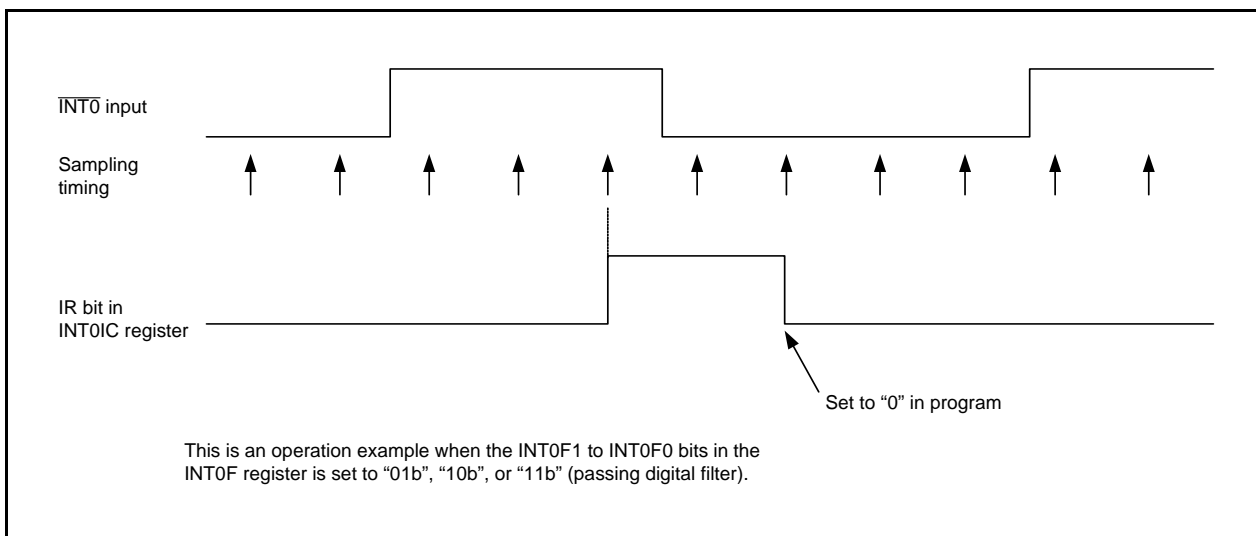 INT0 input
Sampling
timing
IR bit in
INT0IC register
Set to “0” in program
This is an operation example when the INT0F1 to INT0F0 bits in the
INT0F register is set to “01b”, “10b”, or “11b” (passing digital filter).